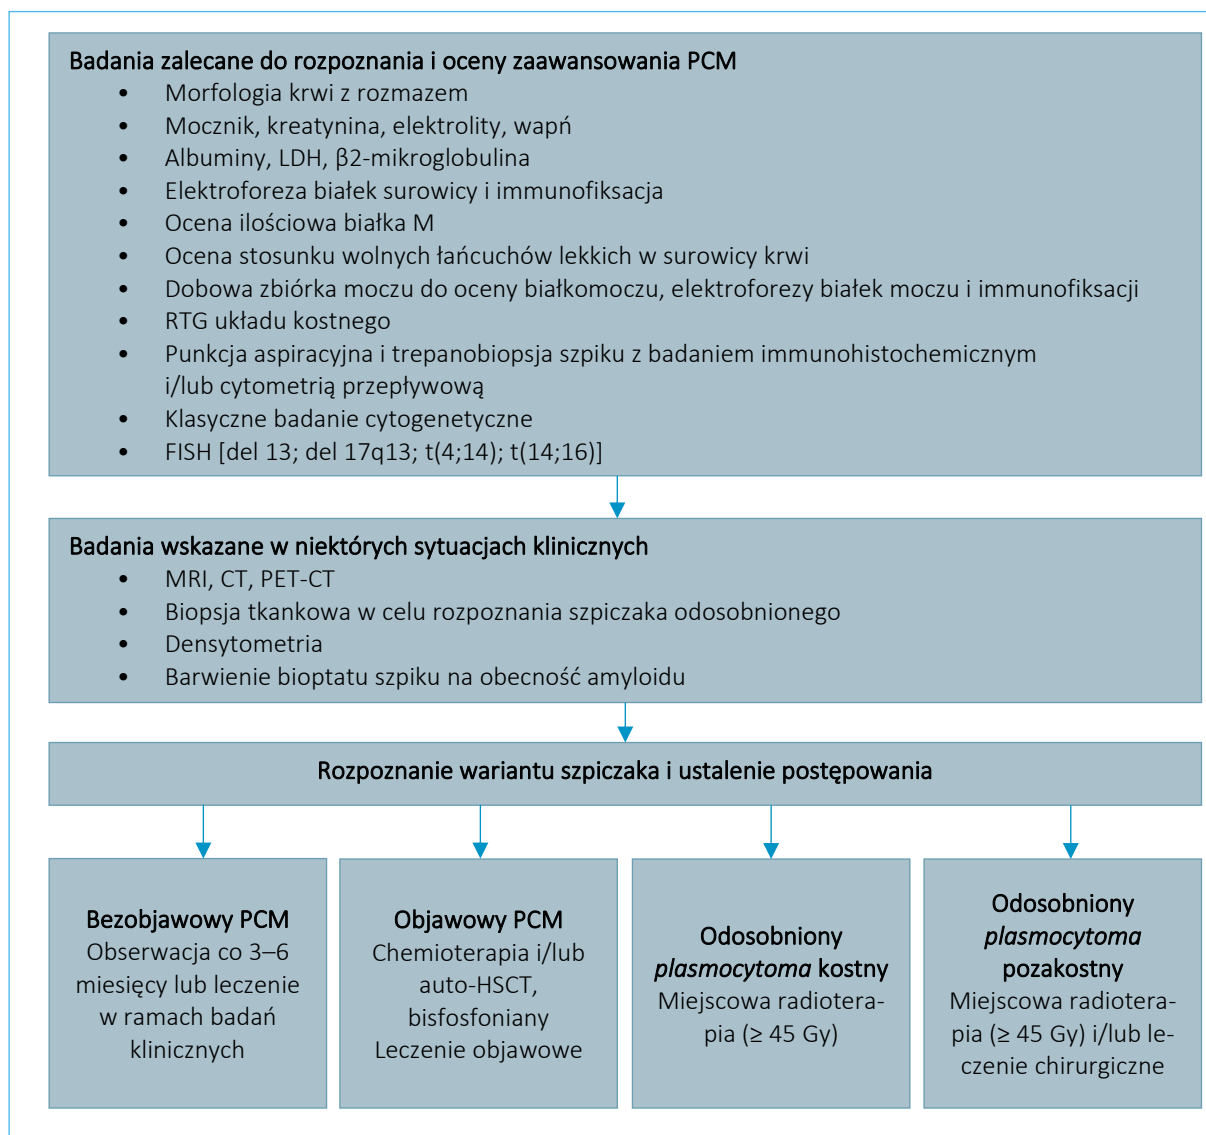 Badania zalecane do rozpoznania i oceny zaawansowania PCM
• Morfologia krwi z rozmazem
• Mocznik, kreatynina, elektrolity, wapń
• Albuminy, LDH, β2-mikroglobulina
• Elektroforeza białek surowicy i immunofiksacja
• Ocena ilościowa białka M
• Ocena stosunku wolnych łańcuchów lekkich w surowicy krwi
• Dobowa zbiórka moczu do oceny białkomoczu, elektroforezy białek moczu i immunofiksacji
• RTG układu kostnego
• Punkcja aspiracyjna i trepanobiopsja szpiku z badaniem immunohistochemicznym
i/lub cytometrią przepływową
• Klasyczne badanie cytogenetyczne
• FISH [del 13; del 17q13; t(4;14); t(14;16)]
Badania wskazane w niektórych sytuacjach klinicznych
• MRI, CT, PET-CT
• Biopsja tkankowa w celu rozpoznania szpiczaka odosobnionego
• Densytometria
• Barwienie bioptatu szpiku na obecność amyloidu
Rozpoznanie wariantu szpiczaka i ustalenie postępowania
Bezobjawowy PCM
Obserwacja co 3–6
miesięcy lub leczenie
w ramach badań
klinicznych
Objawowy PCM
Chemioterapia i/lub
auto-HSCT,
bisfosfoniany
Leczenie objawowe
Odosobniony
plasmocytoma kostny
Miejscowa radiotera-
pia (≥ 45 Gy)
Odosobniony
plasmocytoma
pozakostny
Miejscowa radiotera-
pia (≥ 45 Gy) i/lub le-
czenie chirurgiczne